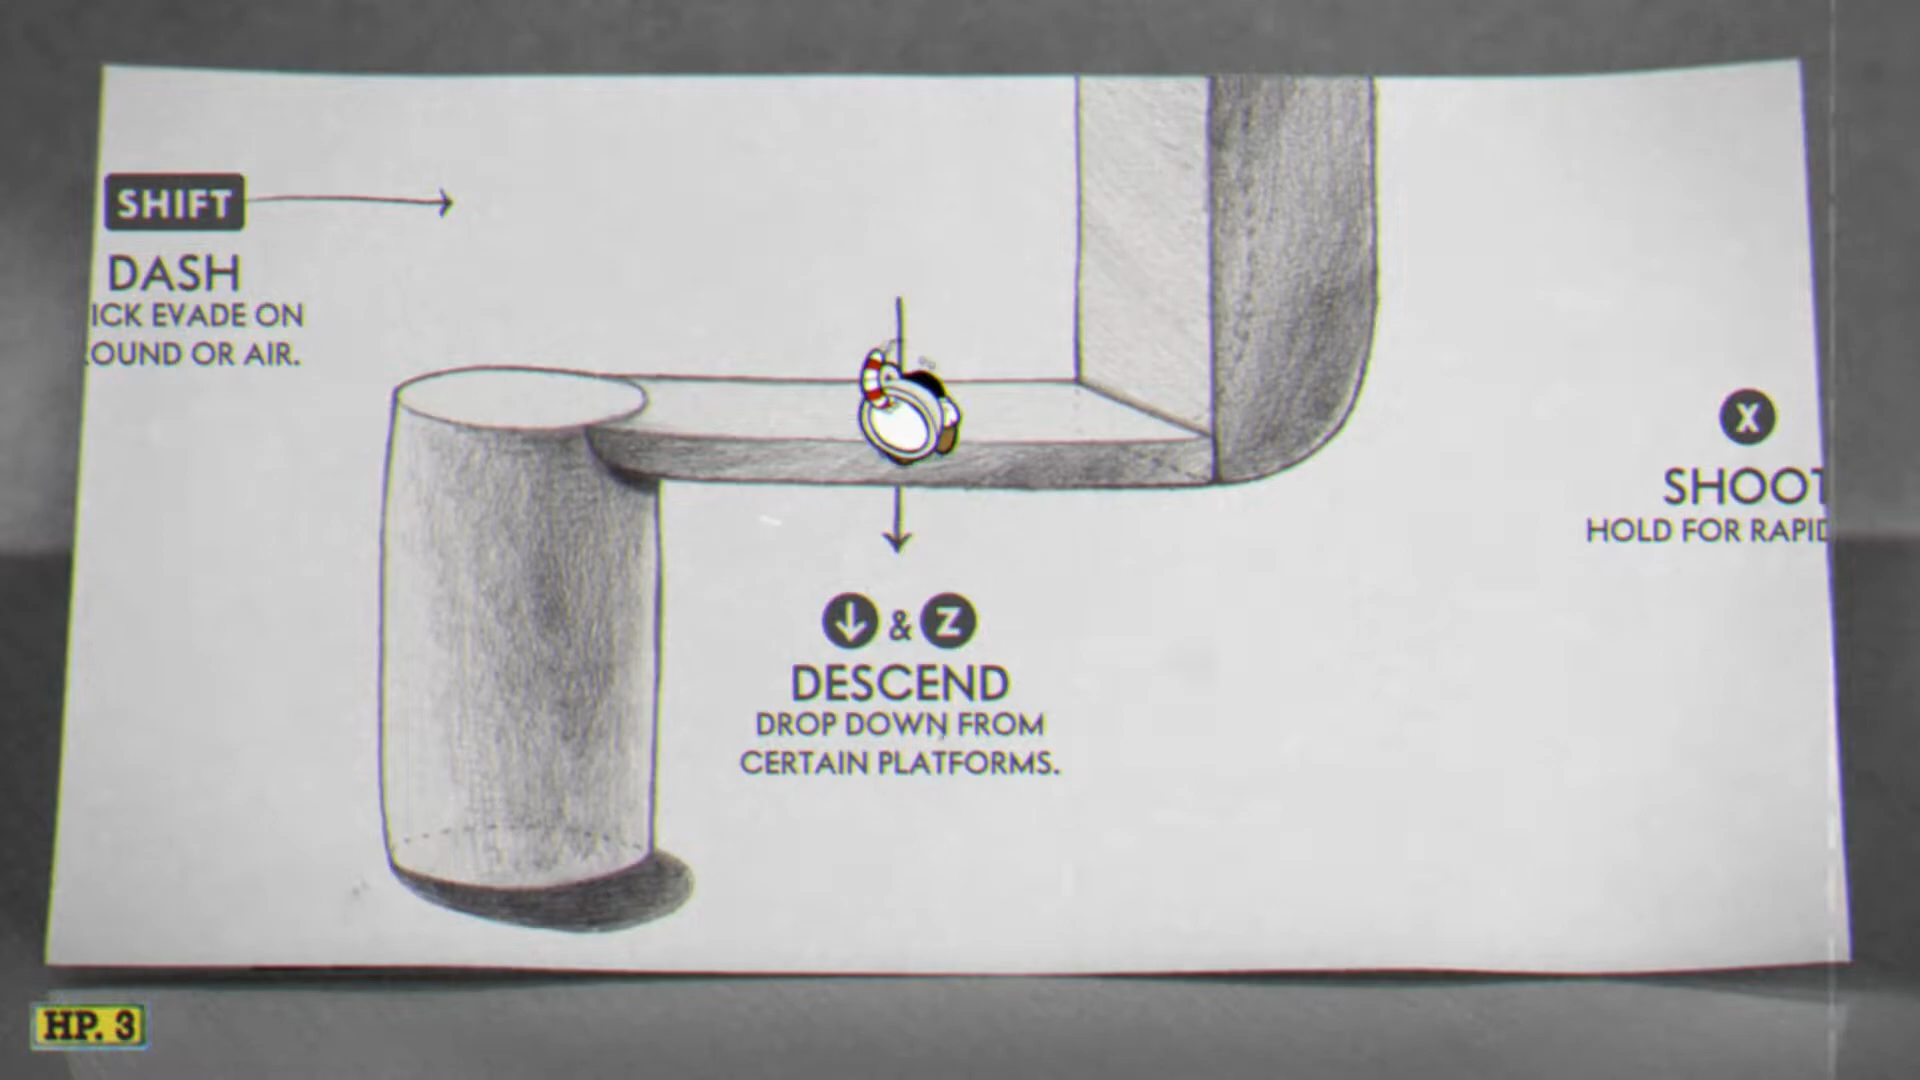 SHIFT
DASH
ICK EVADE ON
OUND OR AIR.
X
SHOOT
HOLD FOR RAPID
↓ & Z
DESCEND
DROP DOWN FROM
CERTAIN PLATFORMS.
HP. 3